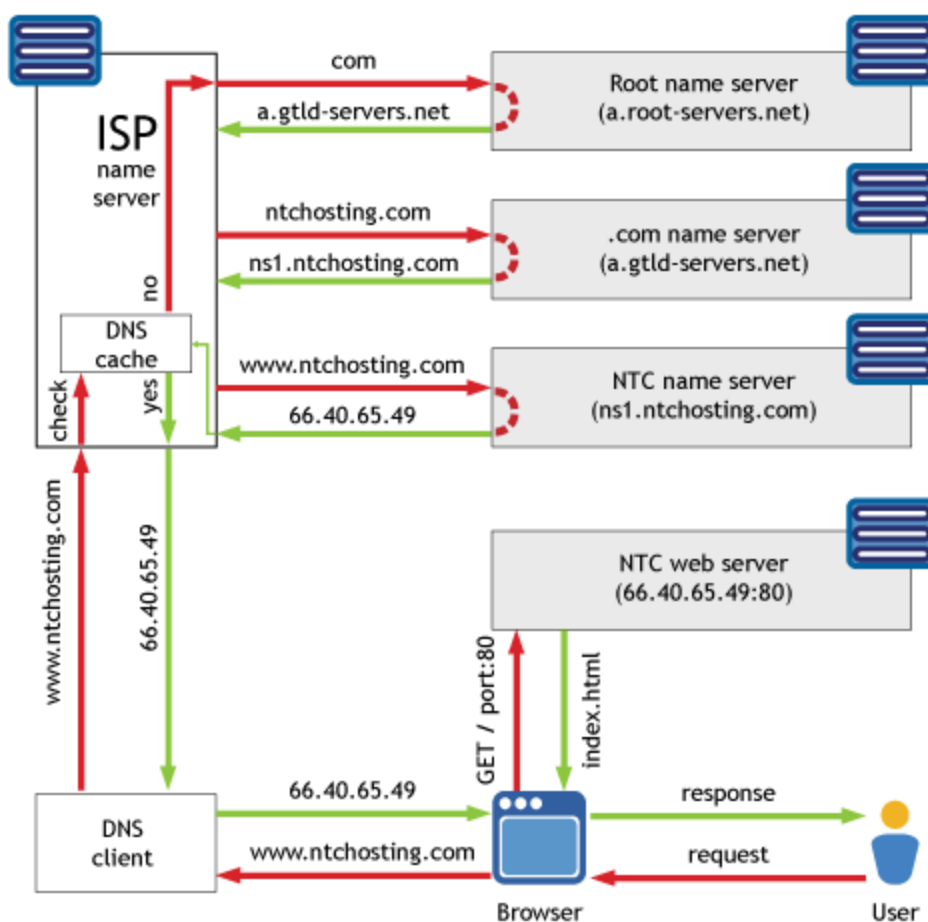 com
Root name server
(a.root-servers.net)
a.gtld-servers.net
ISP
name
server
ntchosting.com
.com name server
(a.gtld-servers.net)
ns1.ntchosting.com
no
DNS
cache
www.ntchosting.com
NTC name server
(ns1.ntchosting.com)
66.40.65.49
check
yes
www.ntchosting.com
66.40.65.49
NTC web server
(66.40.65.49:80)
GET / port:80
index.html
66.40.65.49
response
DNS
client
www.ntchosting.com
request
Browser
User